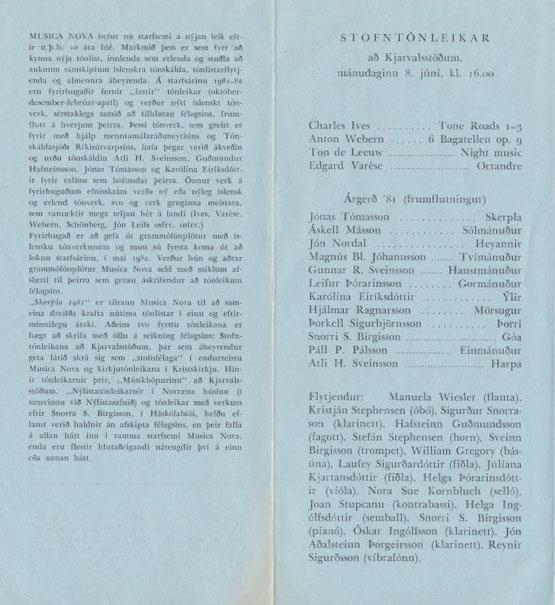 MUSICA NOVA hefur nú starfsemi á nýjan leik eft-
ir u.þ.b. 10 ára hlé. Markmið þess er sem fyrr að
kynna nýja tónlist, innlenda sem erlenda og stuðla að
auknum samskiptum íslenskra tónskálda, tónlistarflytj-
enda og almennra áheyrenda. Á starfsárinu 1981-82
eru fyrirhugaðir fernir „fastir“ tónleikar (október-
desember-febrúar-apríl) og verður nýtt íslenskt tón-
verk, sérstaklega samið að tilhlutan félagsins, frum-
flutt á hverjum þeirra. Þessi tónverk, sem greitt er
fyrir með hjálp menntamálaráðuneytisins og Tón-
skáldasjóðs Ríkisútvarpsins, hafa þegar verið ákveðin
og urðu tónskáldin Atli H. Sveinsson, Guðmundur
Hafsteinsson, Jónas Tómasson og Karólína Eiríksdótt-
ir fyrir valinu sem höfundar þeirra. Önnur verk á
fyrirhuguðum efnisskrám verða ný eða nýleg íslensk
og erlend tónverk, svo og verk genginna meistara,
sem vanræktir mega teljast hér á landi (Ives, Varèse,
Webern, Schönberg, Jón Leifs osfrv. osfrv.)
Fyrirhugað er að gefa út grammófónplötur með ís-
lensku tónverkunum og mun sú fyrsta koma út að
loknu starfsárinu, í maí 1982. Verður hún og aðrar
grammófónplötur Musica Nova seld með miklum af-
slætti til þeirra sem gerast áskrifendur að tónleikum
félagsins.
„Skerpla 1981“ er tilraun Musica Nova til að sam-
eina dreifða krafta nútíma tónlistar í einu og eftir-
minnilegu átaki. Aðeins tvo fyrstu tónleikana er
hægt að skrifa með öllu á reikning félagsins: Stofn-
tónleikana að Kjarvalsstöðum, þar sem áheyrendur
geta látið skrá sig sem „stofnfélaga“ í endurreistu
Musica Nova og kirkjutónleikana í Kristskirkju. Hin-
ir tónleikarnir þrír, „Músíkhópurinn“ að Kjarvals-
stöðum, „Nýlistatónleikarnir í Norræna húsinu (í
samvinnu við Nýlistasafnið) og tónleikar með verkum
eftir Snorra S. Birgisson, í Háskólabíói, hefðu ef-
laust verið haldnir án afskipta félagsins, en þeir falla
á allan hátt inn í ramma starfsemi Musica Nova,
enda eru flestir hlutaðeigandi nátengdir því á einn
eða annan hátt.
STOFNTÓNLEIKAR
að Kjarvalsstöðum,
mánudaginn 8. júní, kl. 16.00
Charles Ives .......... Tone Roads 1-3
Anton Webern ...... 6 Bagatellen op. 9
Ton de Leeuw .................. Night music
Edgard Varèse ...................... Octandre
Árgerð '81 (frumflutningur)
Jónas Tómasson .................... Skerpla
Áskell Másson .................. Sólmánuður
Jón Nordal .......................... Heyannir
Magnús Bl. Jóhannsson ...... Tvímánuður
Gunnar R. Sveinsson ...... Haustmánuður
Leifur Þórarinsson .......... Gormánuður
Karólína Eiríksdóttir .................. Ýlir
Hjálmar Ragnarsson .............. Mörsugur
Þorkell Sigurbjörnsson .............. Þorri
Snorri S. Birgisson ...................... Góa
Páll P. Pálsson ................ Einmánuður
Atli H. Sveinsson ...................... Harpa
Flytjendur: Manuela Wiesler (flauta),
Kristján Stephensen (óbó), Sigurður Snorra-
son (klarinett), Hafsteinn Guðmundsson
(fagott), Stefán Stephensen (horn), Sveinn
Birgisson (trompet), William Gregory (bás-
úna), Laufey Sigurðardóttir (fiðla), Júlíana
Kjartansdóttir (fiðla), Helga Þórarinsdótt-
ir (víóla), Nora Sue Kornbluch (selló),
Joan Stupcanu (kontrabassi), Helga Ing-
ólfsdóttir (semball), Snorri S. Birgisson
(píanó), Óskar Ingólfsson (klarinett), Jón
Aðalsteinn Þorgeirsson (klarinett), Reynir
Sigurðsson (víbrafónn).